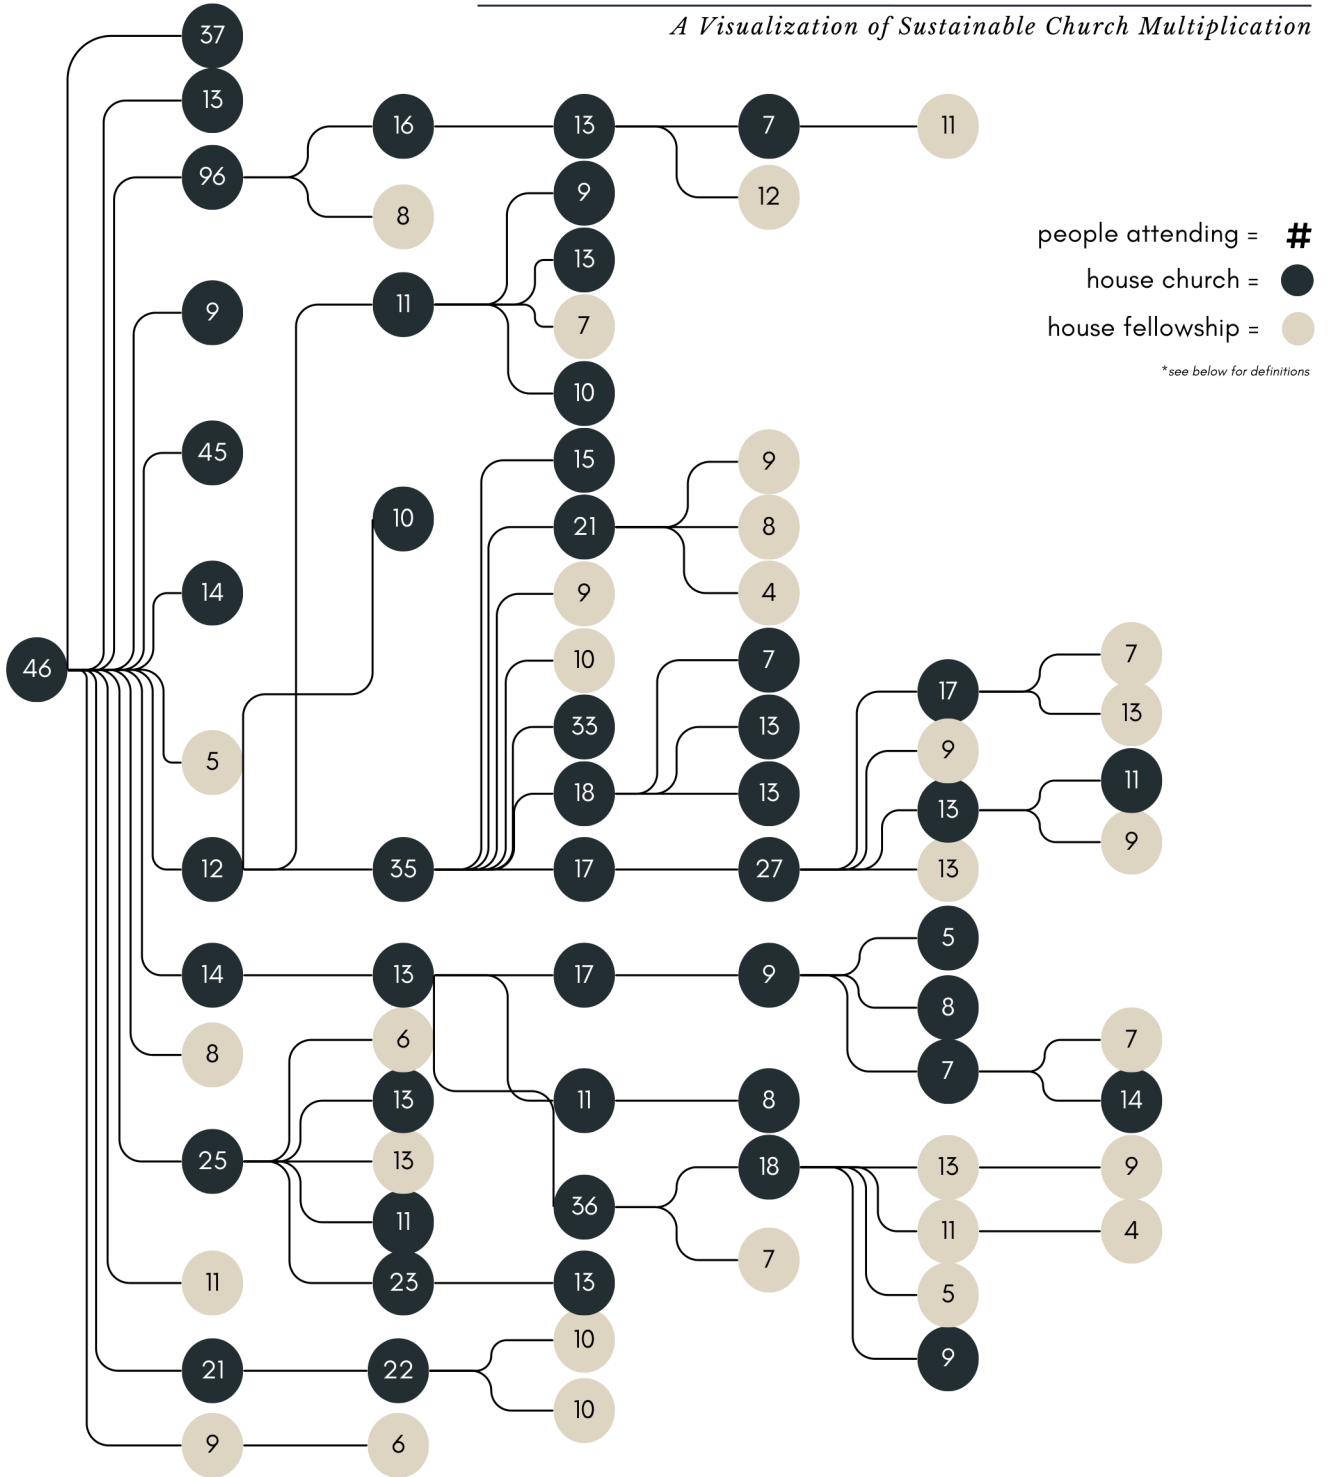 A Visualization of Sustainable Church Multiplication
37
13
16 13 7 11
96
9 12
8
people attending = #
13
house church =
11 9
7 house fellowship =
*see below for definitions
10
45 15 9
10 21 8
14 9 4
46 10 7 17 7
13
5 33 13 9
18 13 13 11
9
12 35 17 27 13
5
14 13 17 9
8
8 6 7 7
13 11 8 14
25 13 18 13 9
11 36 11 4
7
11 23 13 5
10
21 22 9
10
9 6